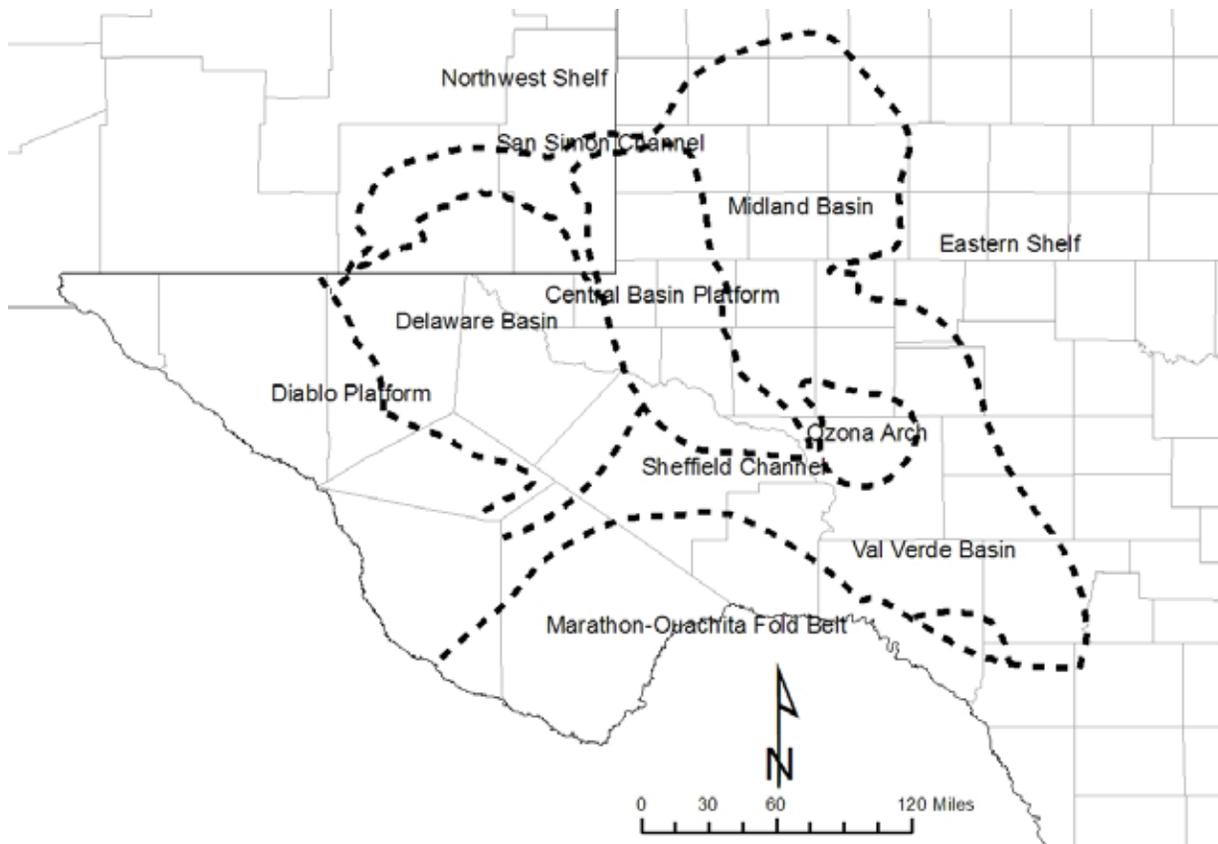 Northwest Shelf
San Simon Channel
Midland Basin
Eastern Shelf
Central Basin Platform
Delaware Basin
Diablo Platform
Ozona Arch
Sheffield Channel
Val Verde Basin
Marathon-Ouachita Fold Belt
N
0 30 60 120 Miles